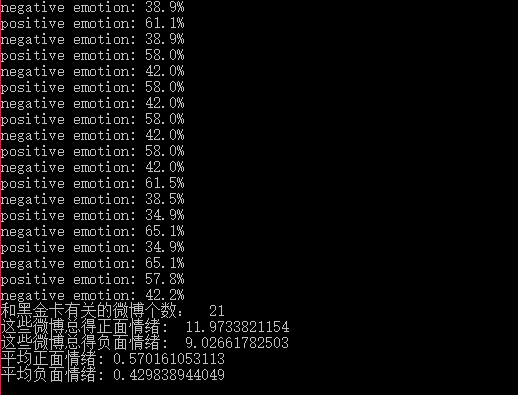 negative emotion: 38.9%
positive emotion: 61.1%
negative emotion: 38.9%
positive emotion: 58.0%
negative emotion: 42.0%
positive emotion: 58.0%
negative emotion: 42.0%
positive emotion: 58.0%
negative emotion: 42.0%
positive emotion: 58.0%
negative emotion: 42.0%
positive emotion: 61.5%
negative emotion: 38.5%
positive emotion: 34.9%
negative emotion: 65.1%
positive emotion: 34.9%
negative emotion: 65.1%
positive emotion: 57.8%
negative emotion: 42.2%
和黑金卡有关的微博个数： 21
这些微博总得正面情绪： 11.9733821154
这些微博总得负面情绪： 9.02661782503
平均正面情绪: 0.570161053113
平均负面情绪: 0.429838944049